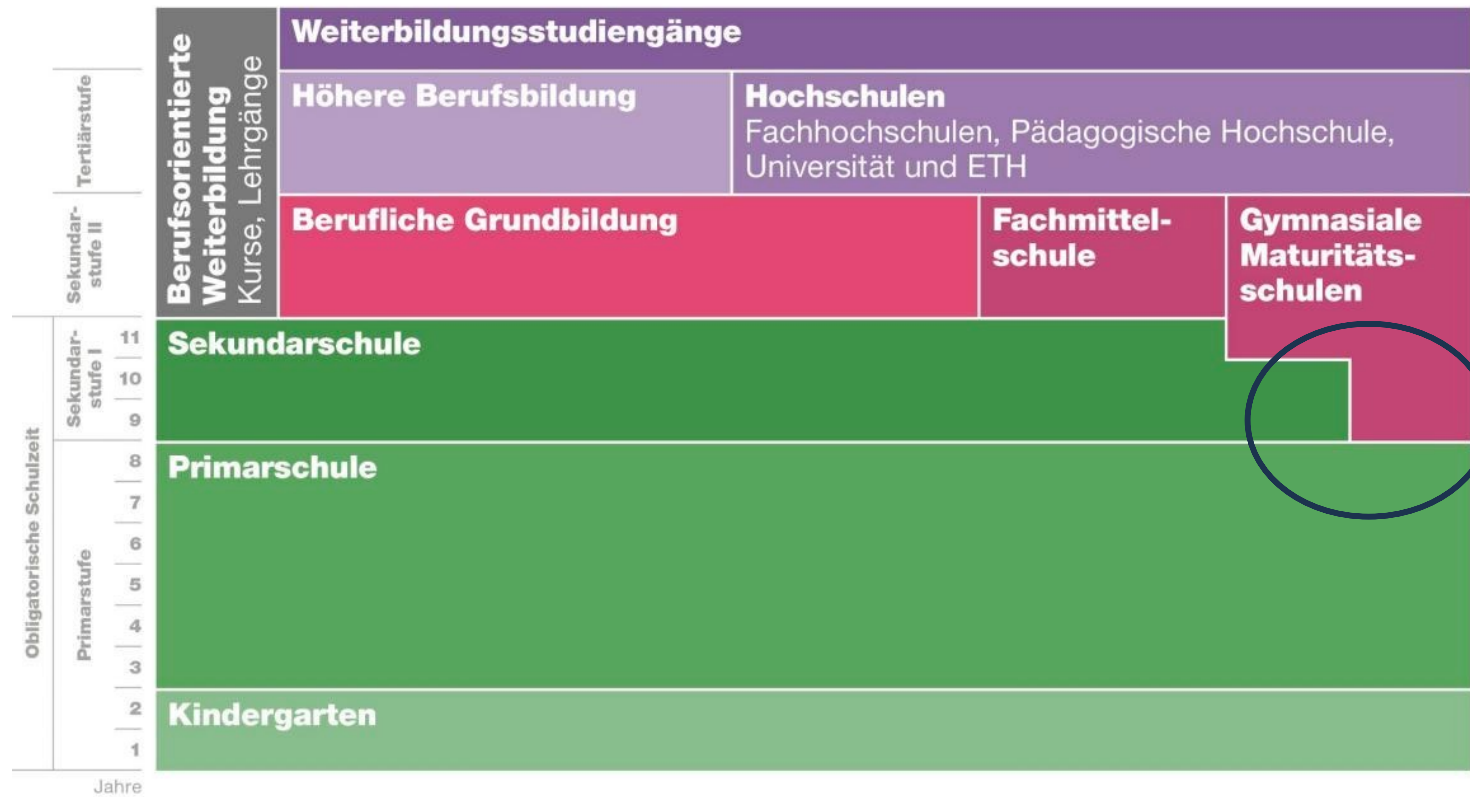 Weiterbildungsstudiengänge
Berufsorientierte
Weiterbildung
Kurse, Lehrgänge
Tertiärstufe
Höhere Berufsbildung
Hochschulen
Fachhochschulen, Pädagogische Hochschule,
Universität und ETH
Sekundar-
stufe II
Berufliche Grundbildung
Fachmittel-
schule
Gymnasiale
Maturitäts-
schulen
Obligatorische Schulzeit
Sekundar-
stufe I
11
10
9
Sekundarschule
Primarstufe
8
7
6
5
4
3
Primarschule
2
1
Kindergarten
Jahre